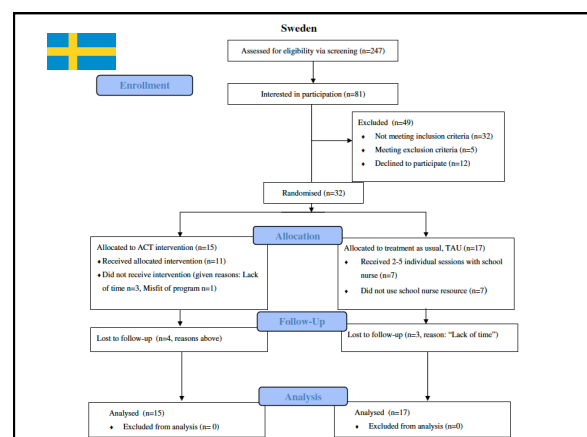 Sweden
Assessed for eligibility via screening (n=247)
Enrollment
Interested in participation (n=81)
Excluded (n=49)
♦ Not meeting inclusion criteria (n=32)
♦ Meeting exclusion criteria (n=5)
♦ Declined to participate (n=12)
Randomised (n=32)
Allocation
Allocated to ACT intervention (n=15)
♦Received allocated intervention (n=11)
♦Did not receive intervention (given reasons: Lack
of time n=3, Misfit of program n=1)
Allocated to treatment as usual, TAU (n=17)
♦ Received 2-5 individual sessions with school
nurse (n=7)
♦ Did not use school nurse resource (n=7)
Follow-Up
Lost to follow-up (n=4, reasons above)
Lost to follow-up (n=3, reason: “Lack of time”)
Analysis
Analysed (n=15)
♦ Excluded from analysis (n= 0)
Analysed (n=17)
♦ Excluded from analysis (n=0)